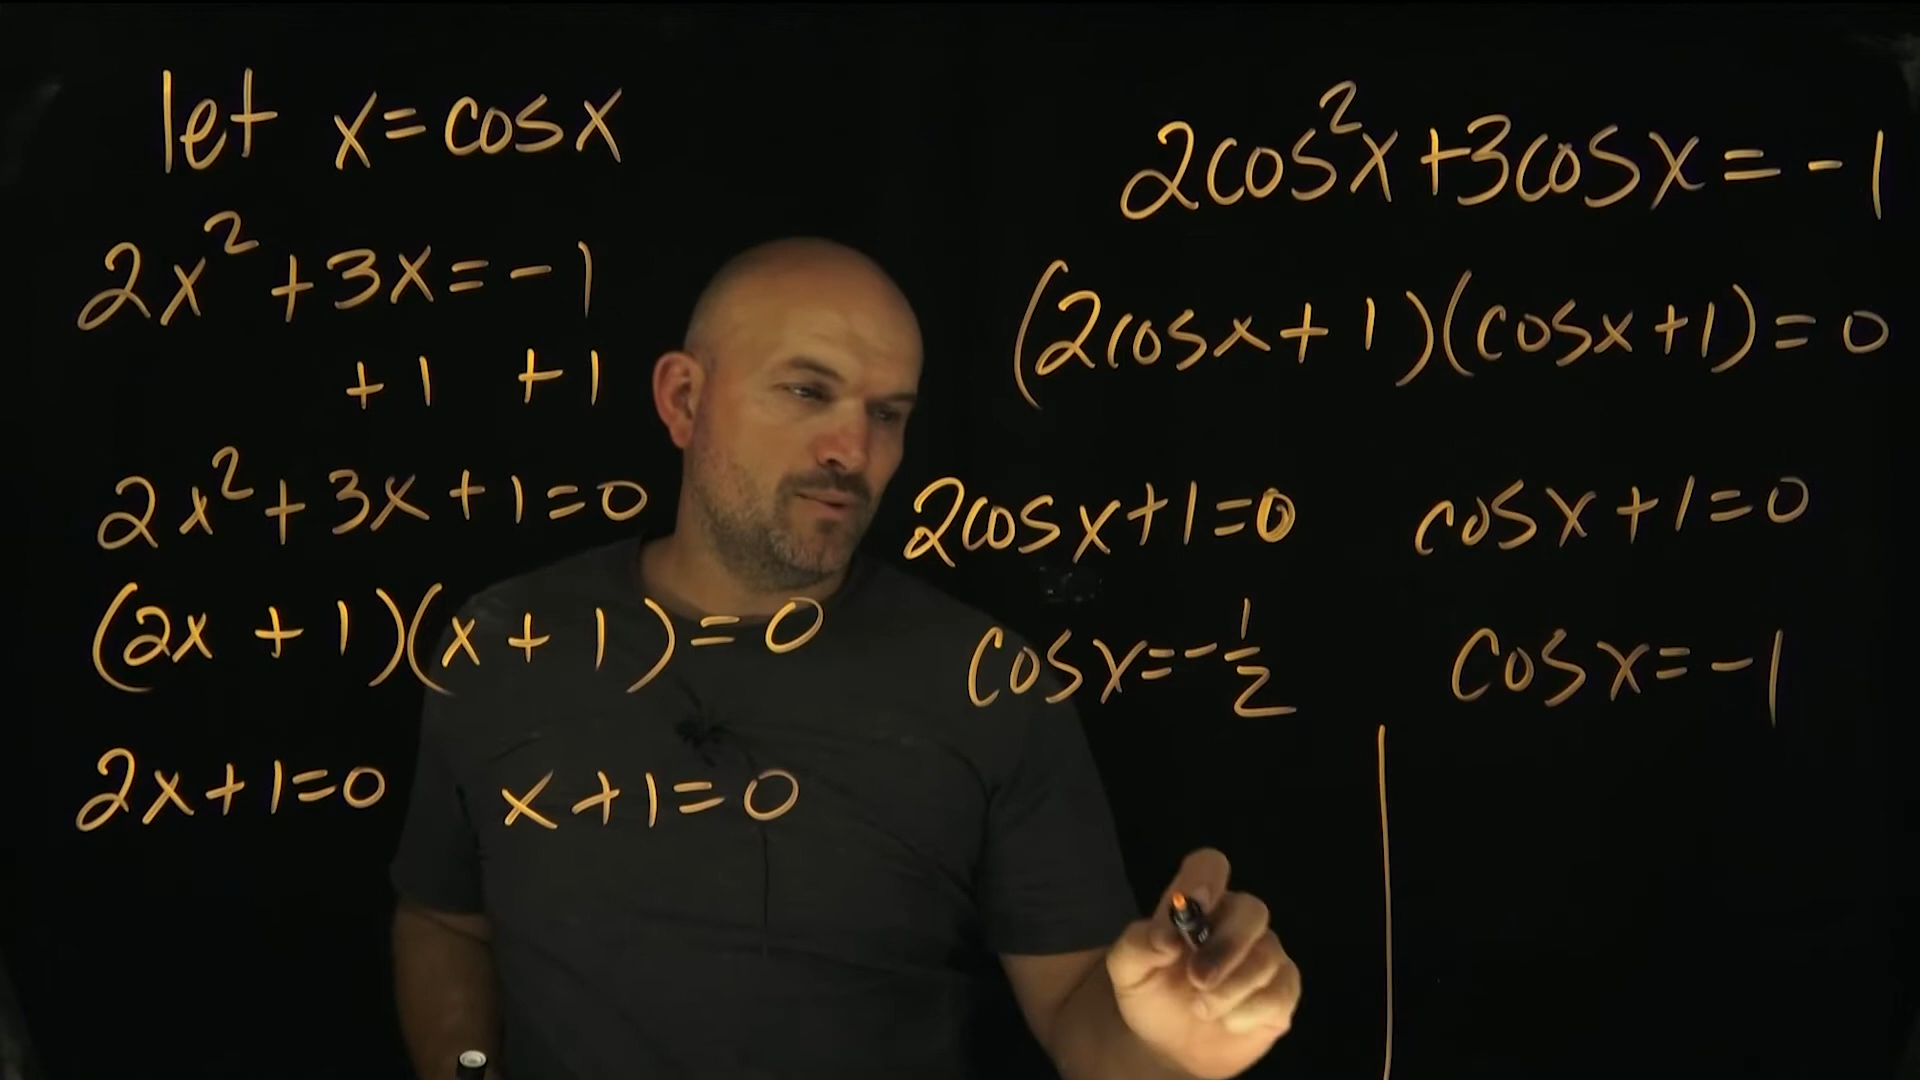 let x=cosx
2x²+3x=-1
+1 +1
2x²+3x+1=0
(2x+1)(x+1)=0
2x+1=0 x+1=0
2cos²x+3cosx=-1
(2cosx+1)(cosx+1)=0
2cosx+1=0 cosx+1=0
cosx=-1/2 cosx=-1